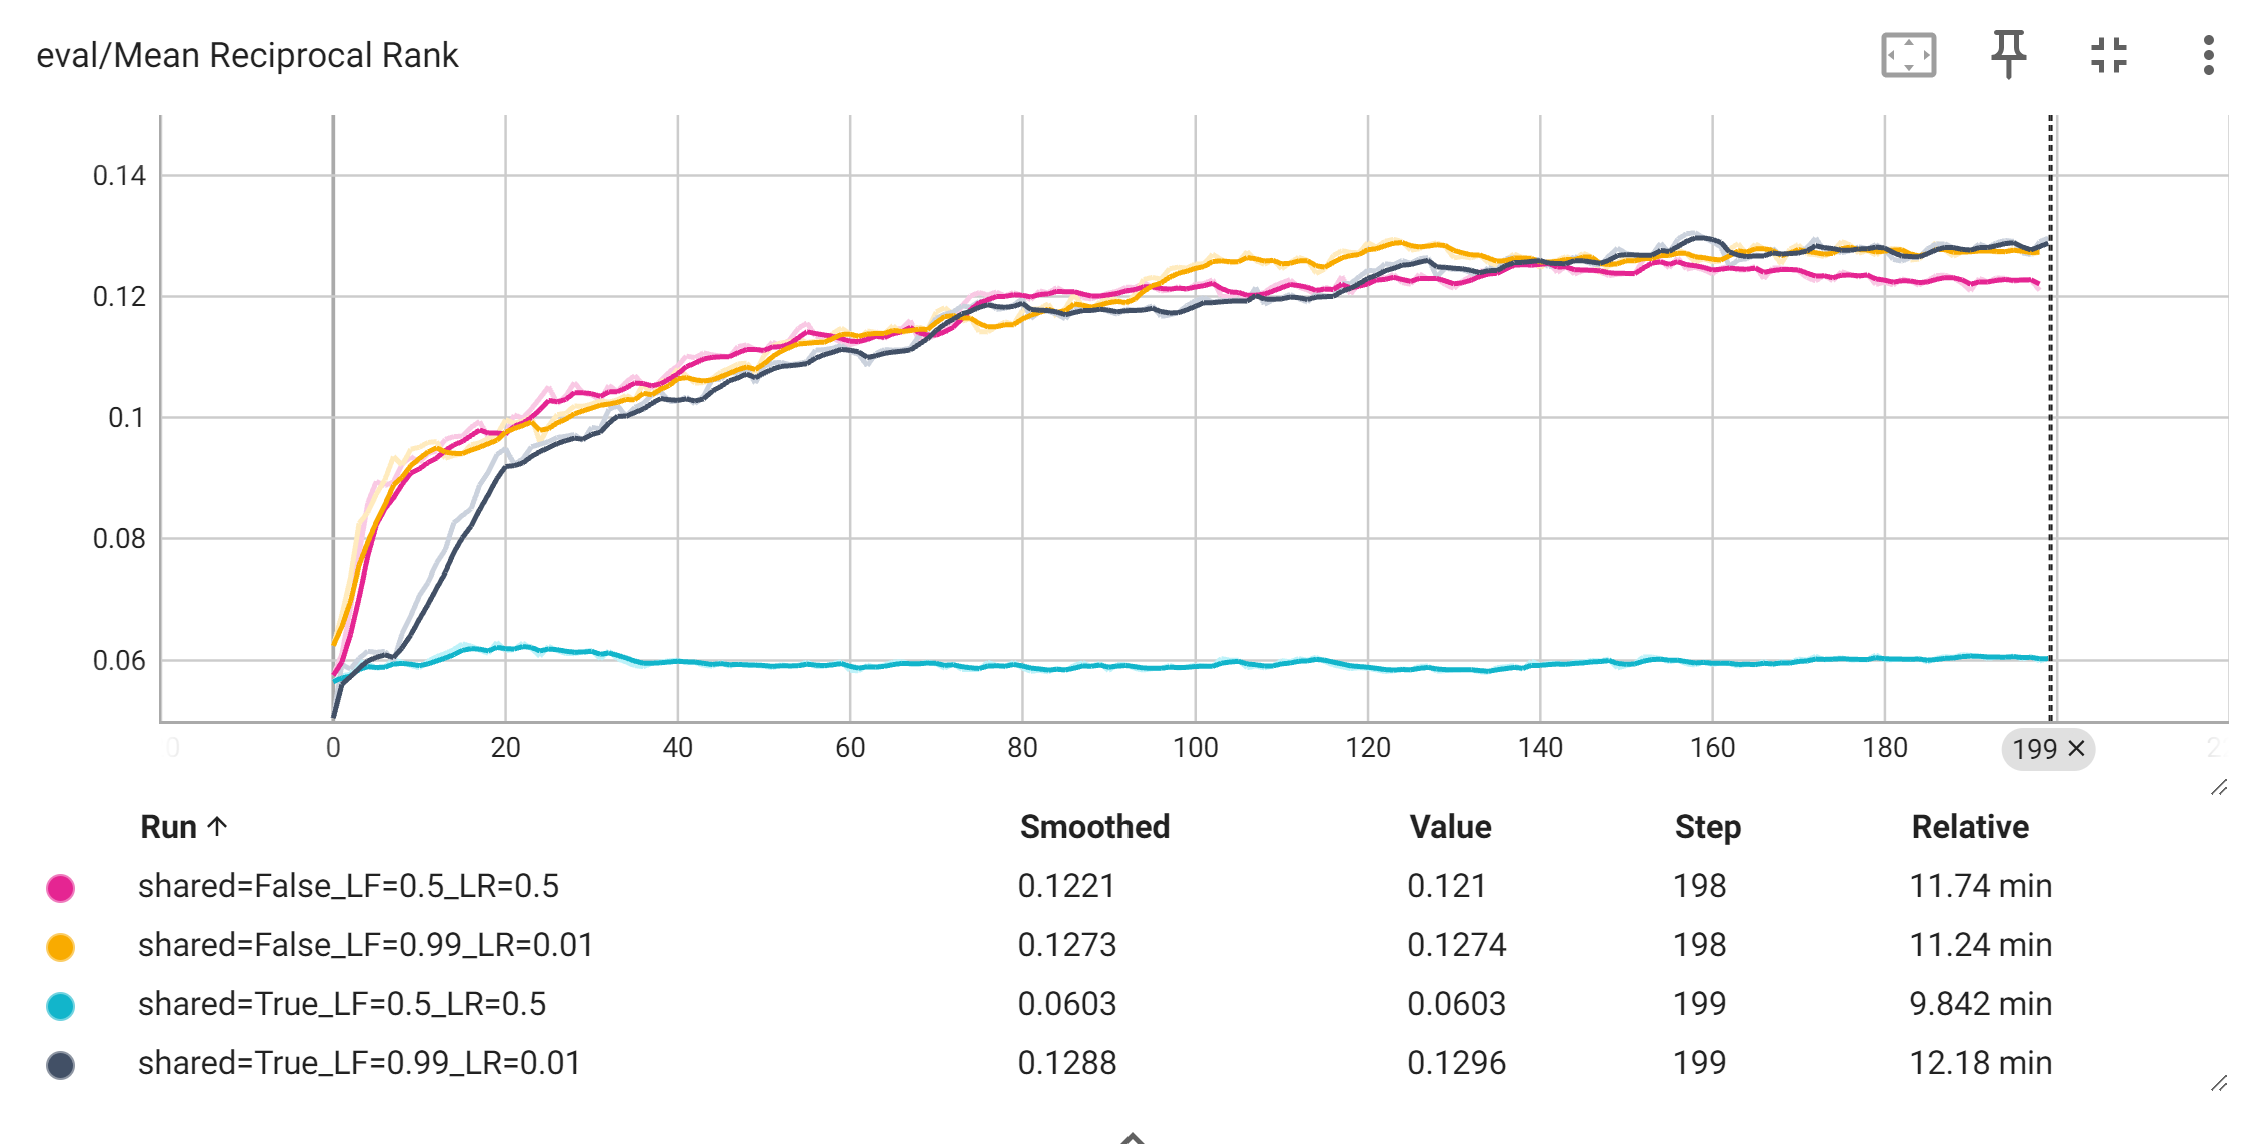 eval/Mean Reciprocal Rank
0.14
0.12
0.1
0.08
0.06
0 0 20 40 60 80 100 120 140 160 180 199 ×
Run ↑ Smoothed Value Step Relative
shared=False_LF=0.5_LR=0.5 0.1221 0.121 198 11.74 min
shared=False_LF=0.99_LR=0.01 0.1273 0.1274 198 11.24 min
shared=True_LF=0.5_LR=0.5 0.0603 0.0603 199 9.842 min
shared=True_LF=0.99_LR=0.01 0.1288 0.1296 199 12.18 min